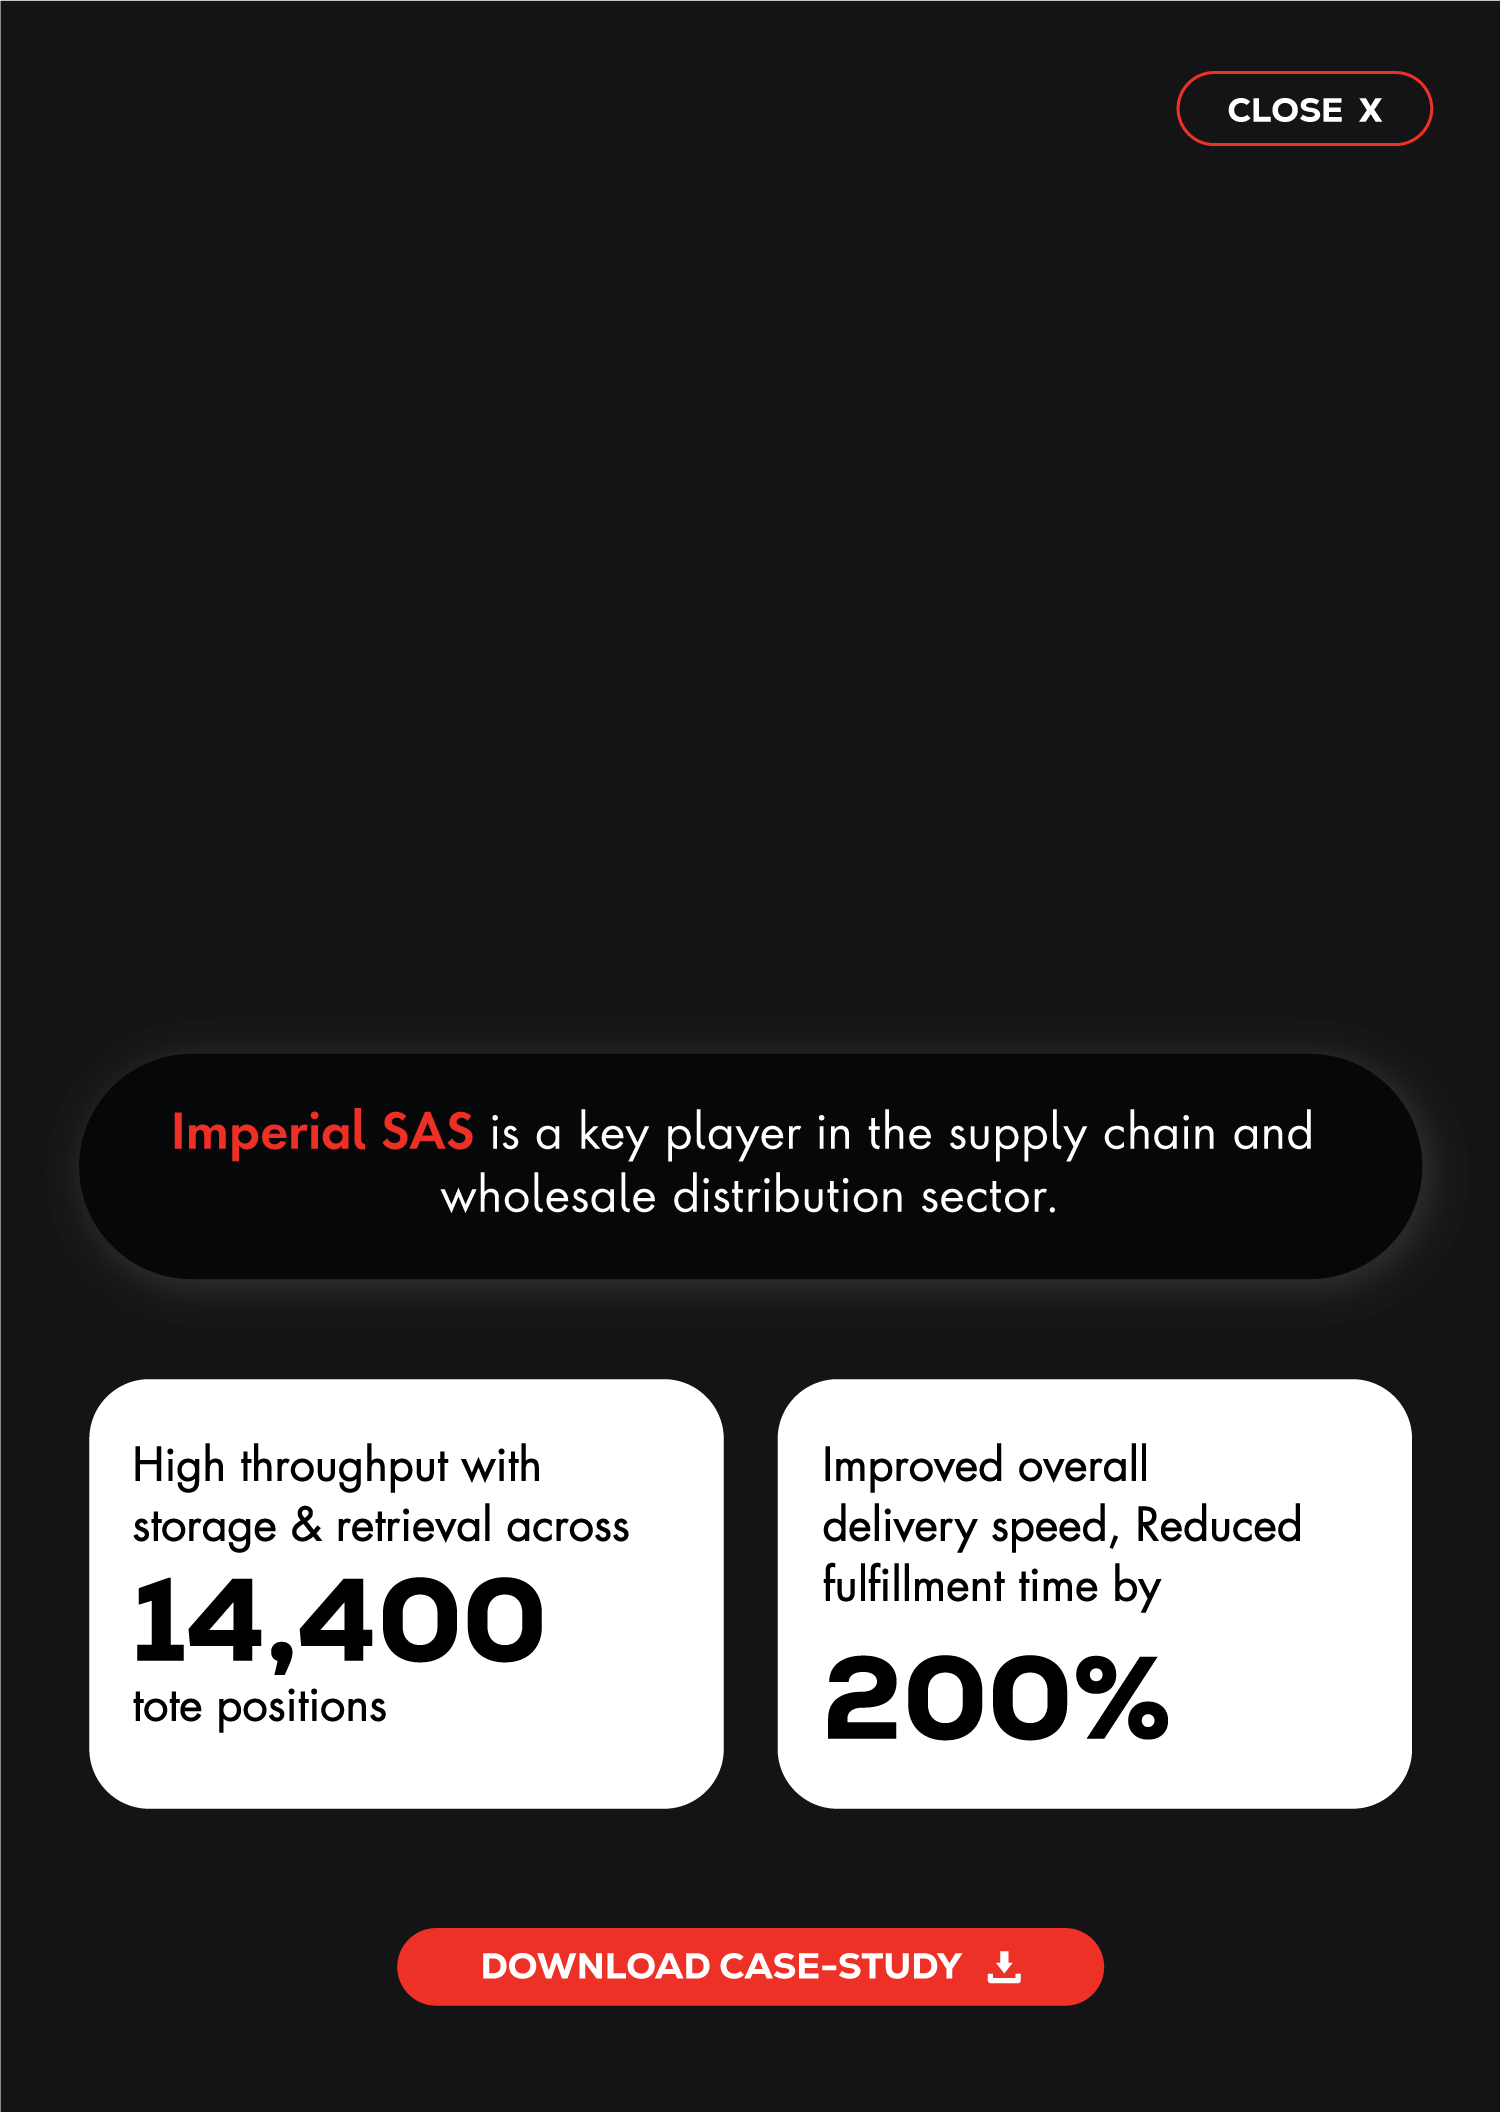 CLOSE X
Imperial SAS is a key player in the supply chain and
wholesale distribution sector.
High throughput with
storage & retrieval across
14,400
tote positions
Improved overall
delivery speed, Reduced
fulfillment time by
200%
DOWNLOAD CASE-STUDY